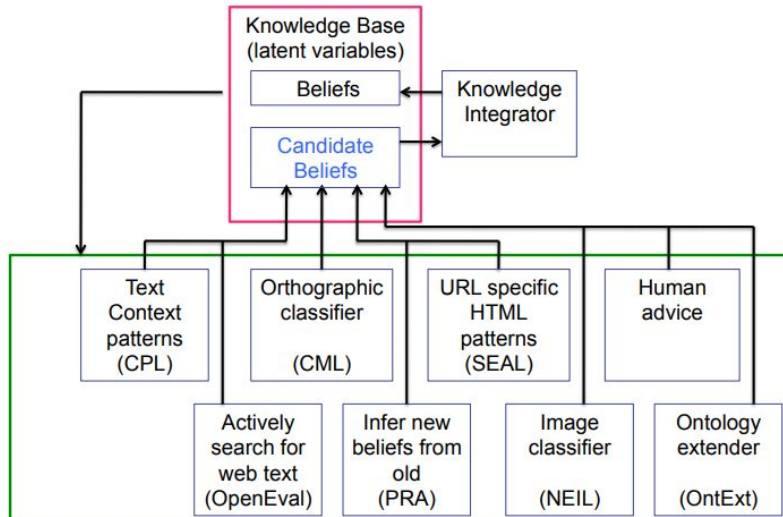 Knowledge Base
(latent variables)
Beliefs
Knowledge
Integrator
Candidate
Beliefs
Text
Context
patterns
(CPL)
Orthographic
classifier
(CML)
URL specific
HTML
patterns
(SEAL)
Human
advice
Actively
search for
web text
(OpenEval)
Infer new
beliefs from
old
(PRA)
Image
classifier
(NEIL)
Ontology
extender
(OntExt)